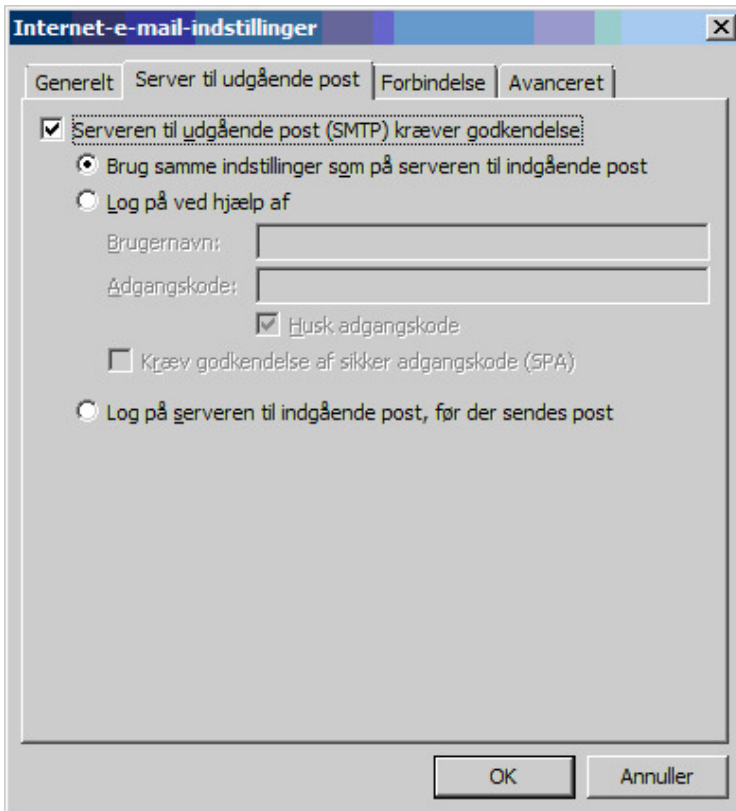 Internet-e-mail-indstillinger
Generelt
Server til udgående post
Forbindelse
Avanceret
Serveren til udgående post (SMTP) kræver godkendelse
Brug samme indstillinger som på serveren til indgående post
Log på ved hjælp af
Brugernavn:
Adgangskode:
Husk adgangskode
Kræv godkendelse af sikker adgangskode (SPA)
Log på serveren til indgående post, før der sendes post
OK
Annuller